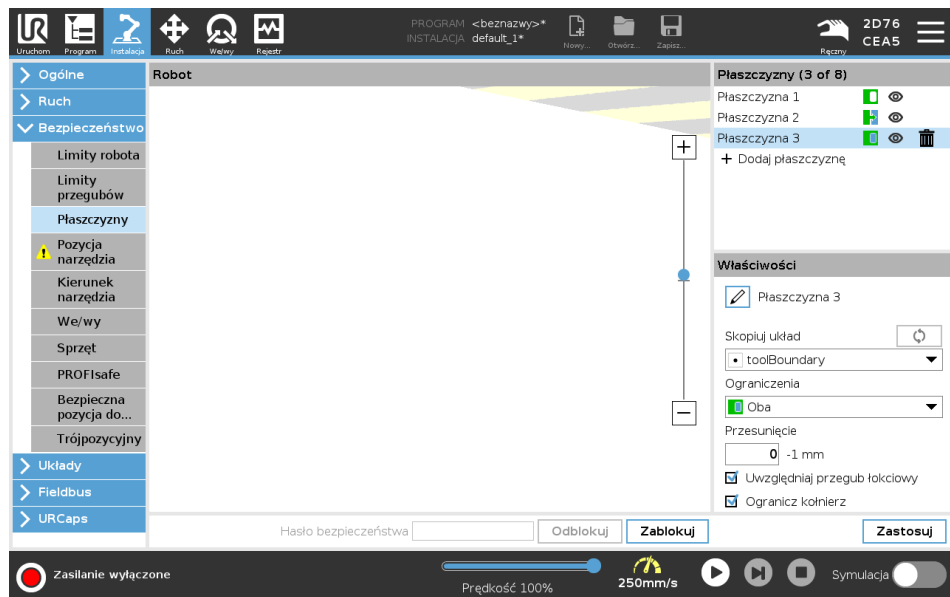 PROGRAM <beznazwy>*
INSTALACJA default_1*
Uruchom
Program
Instalacja
Ruch
We/wy
Rejestr
Nowy...
Otwórz...
Zapisz...
Ręczny
2D76
CEA5
Ogólne
Ruch
Bezpieczeństwo
Limity robota
Limity
przegubów
Płaszczyzny
Pozycja
narzędzia
Kierunek
narzędzia
We/wy
Sprzęt
PROFIsafe
Bezpieczna
pozycja do...
Trójpozycyjny
Układy
Fieldbus
URCaps
Robot
+
−
Hasło bezpieczeństwa
Odblokuj
Zablokuj
Płaszczyzny (3 of 8)
Płaszczyzna 1
Płaszczyzna 2
Płaszczyzna 3
+ Dodaj płaszczyznę
Właściwości
Płaszczyzna 3
Skopiuj układ
toolBoundary
Ograniczenia
Oba
Przesunięcie
0 -1 mm
Uwzględniaj przegub łokciowy
Ogranicz kołnierz
Zastosuj
Zasilanie wyłączone
Prędkość 100%
250mm/s
Symulacja